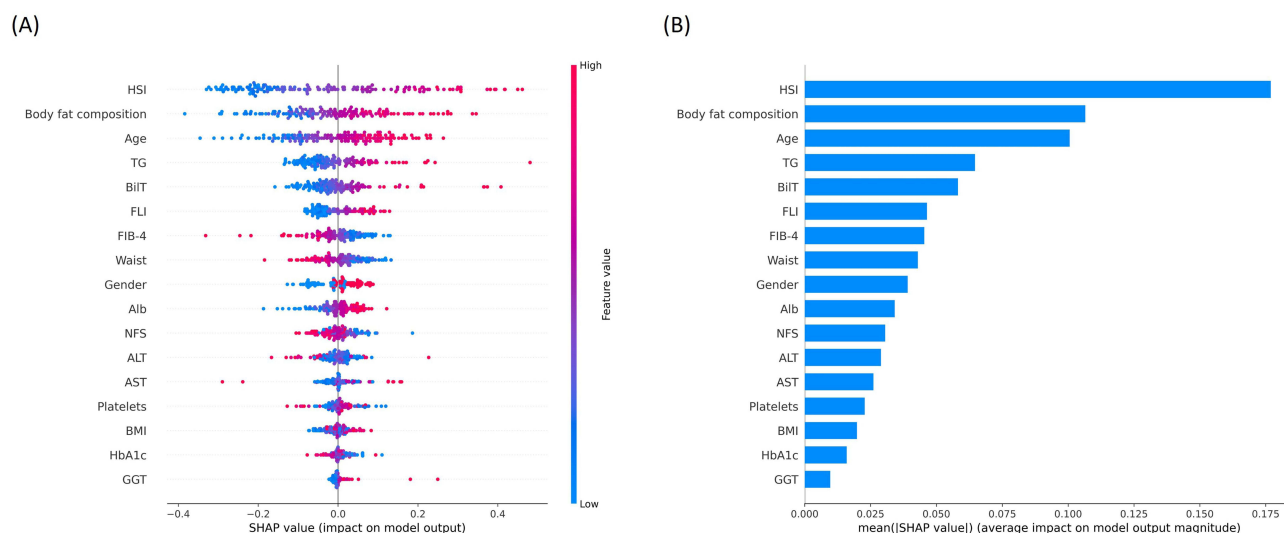 (A)
HSI
Body fat composition
Age
TG
BilT
FLI
FIB-4
Waist
Gender
Alb
NFS
ALT
AST
Platelets
BMI
HbA1c
GGT
−0.4
−0.2
0.0
0.2
0.4
SHAP value (impact on model output)
High
Feature value
Low
(B)
HSI
Body fat composition
Age
TG
BilT
FLI
FIB-4
Waist
Gender
Alb
NFS
ALT
AST
Platelets
BMI
HbA1c
GGT
0.000
0.025
0.050
0.075
0.100
0.125
0.150
0.175
mean(|SHAP value|) (average impact on model output magnitude)